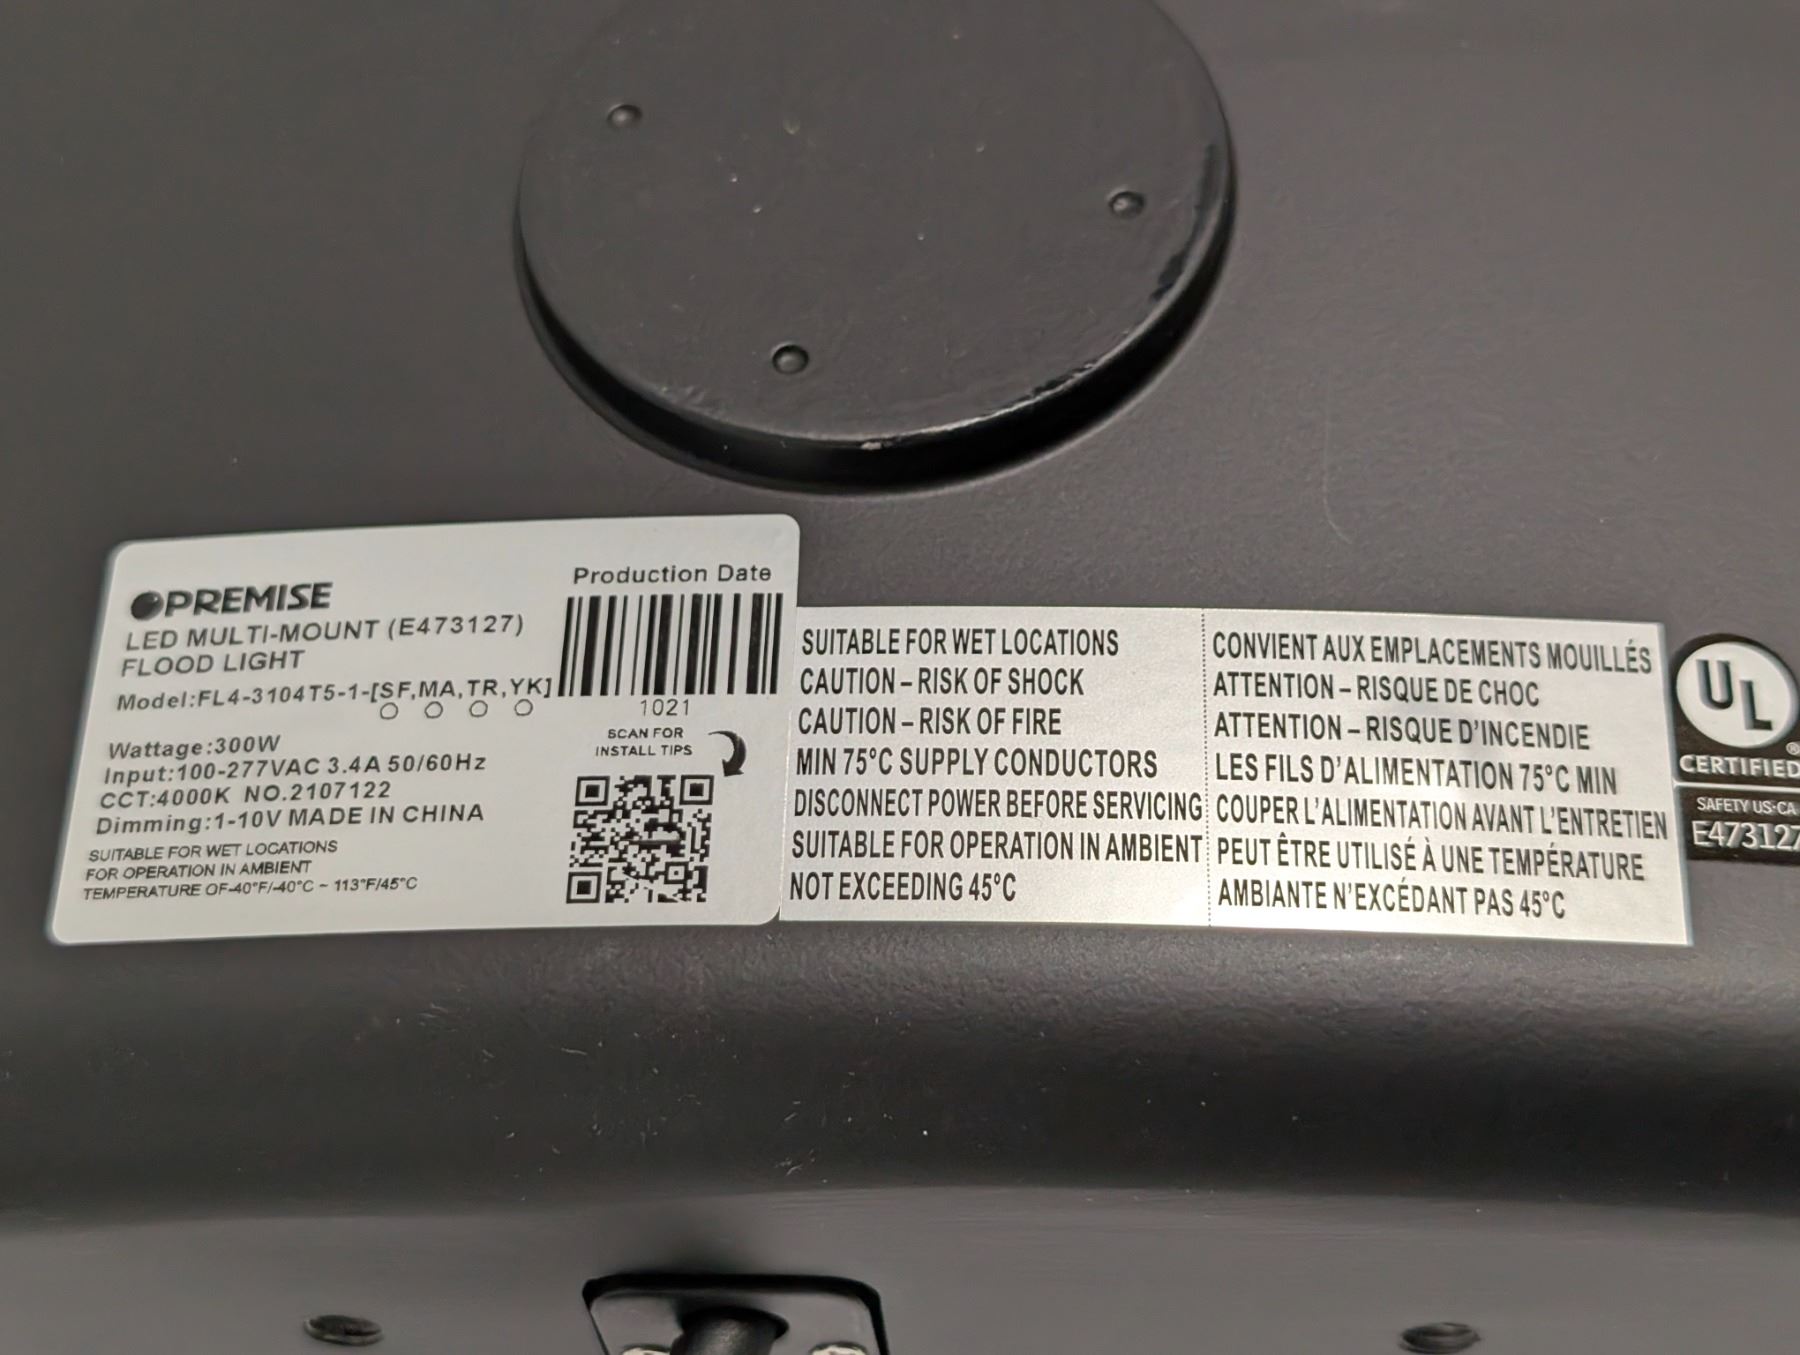 PREMISE
LED MULTI-MOUNT (E473127)
FLOOD LIGHT
Model:FL4-3104T5-1-[SF,MA,TR,YK]
Wattage:300W
Input:100-277VAC 3.4A 50/60Hz
CCT:4000K NO.2107122
Dimming:1-10V MADE IN CHINA
SUITABLE FOR WET LOCATIONS
FOR OPERATION IN AMBIENT
TEMPERATURE OF-40°F/-40°C ~ 113°F/45°C
Production Date
1021
SCAN FOR
INSTALL TIPS
SUITABLE FOR WET LOCATIONS
CAUTION – RISK OF SHOCK
CAUTION – RISK OF FIRE
MIN 75°C SUPPLY CONDUCTORS
DISCONNECT POWER BEFORE SERVICING
SUITABLE FOR OPERATION IN AMBIENT
NOT EXCEEDING 45°C
CONVIENT AUX EMPLACEMENTS MOUILLÉS
ATTENTION – RISQUE DE CHOC
ATTENTION – RISQUE D'INCENDIE
LES FILS D'ALIMENTATION 75°C MIN
COUPER L'ALIMENTATION AVANT L'ENTRETIEN
PEUT ÊTRE UTILISÉ À UNE TEMPÉRATURE
AMBIANTE N'EXCÉDANT PAS 45°C
UL
®
CERTIFIED
SAFETY US-CA
E473127